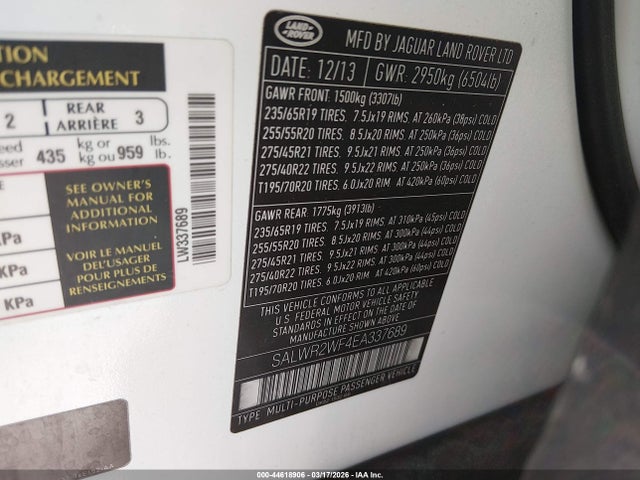 TION
CHARGEMENT
2
REAR
ARRIÈRE
3
eed
sser
435
kg or
kg ou
959
lbs.
lb.
SEE OWNER'S
MANUAL FOR
ADDITIONAL
INFORMATION
VOIR LE MANUEL
DEL'USAGER
POUR PLUS DE
RENSEIGNEMENTS
KPa
KPa
KPa
LW337689
LAND ROVER
MFD BY JAGUAR LAND ROVER LTD
DATE: 12/13 GWR: 2950kg (6504lb)
GAWR FRONT: 1500kg (3307lb)
235/65R19 TIRES. 7.5Jx19 RIMS. AT 260kPa (38psi) COLD
255/55R20 TIRES. 8.5Jx20 RIMS. AT 250kPa (36psi) COLD
275/45R21 TIRES. 9.5Jx21 RIMS. AT 250kPa (36psi) COLD
275/40R22 TIRES. 9.5Jx22 RIMS. AT 250kPa (36psi) COLD
T195/70R20 TIRES. 6.0Jx20 RIM AT 420kPa (60psi) COLD
GAWR REAR: 1775kg (3913lb)
235/65R19 TIRES. 7.5Jx19 RIMS. AT 310kPa (45psi) COLD
255/55R20 TIRES. 8.5Jx20 RIMS. AT 300kPa (44psi) COLD
275/45R21 TIRES. 9.5Jx21 RIMS. AT 300kPa (44psi) COLD
275/40R22 TIRES. 9.5Jx22 RIMS. AT 300kPa (44psi) COLD
T195/70R20 TIRES. 6.0Jx20 RIM AT 420kPa (60psi) COLD
THIS VEHICLE CONFORMS TO ALL APPLICABLE
U.S. FEDERAL MOTOR VEHICLE SAFETY
STANDARDS IN EFFECT ON THE DATE
OF MANUFACTURE SHOWN ABOVE
SALWR2WF4EA337689
TYPE: MULTI-PURPOSE PASSENGER VEHICLE
000-44618906 - 03/17/2026 - IAA Inc.